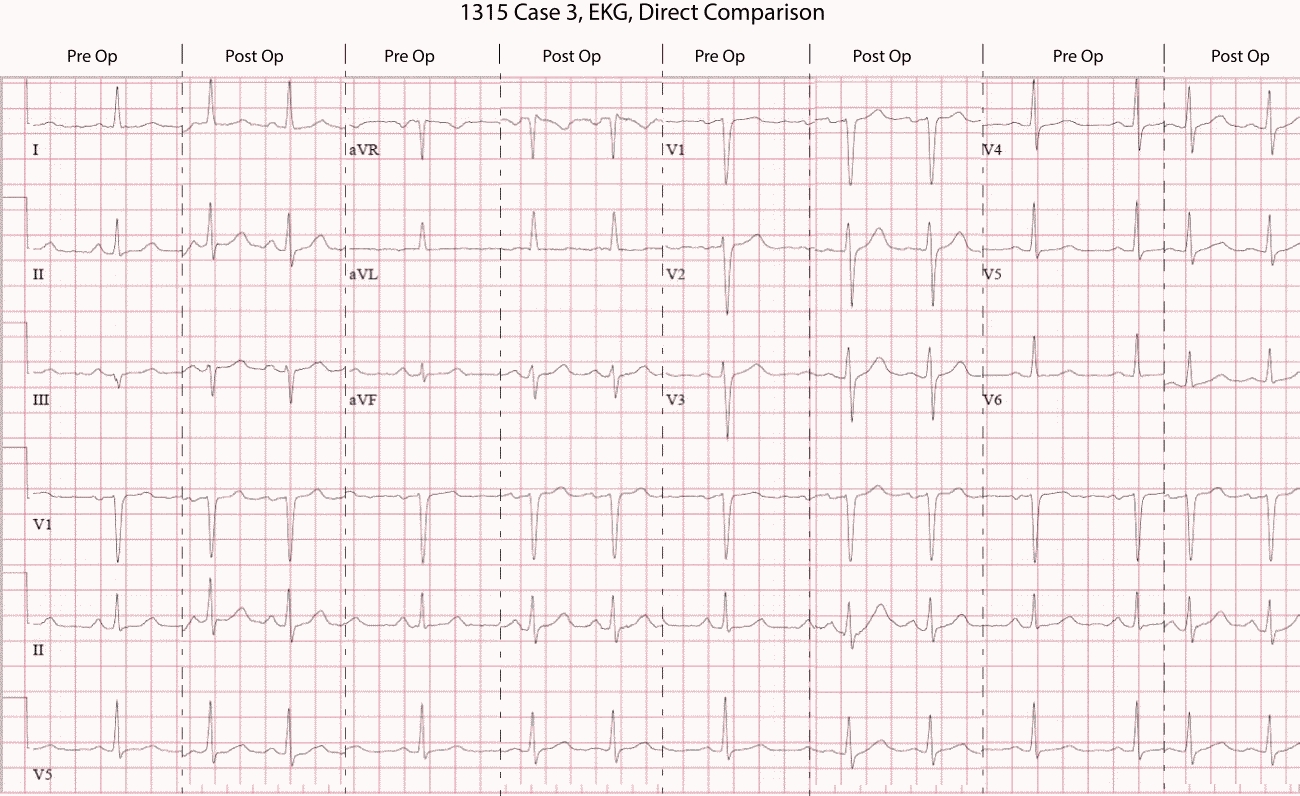 1315 Case 3, EKG, Direct Comparison
Pre Op Post Op Pre Op Post Op Pre Op Post Op Pre Op Post Op
I aVR V1 V4
II aVL V2 V5
III aVF V3 V6
V1
II
V5